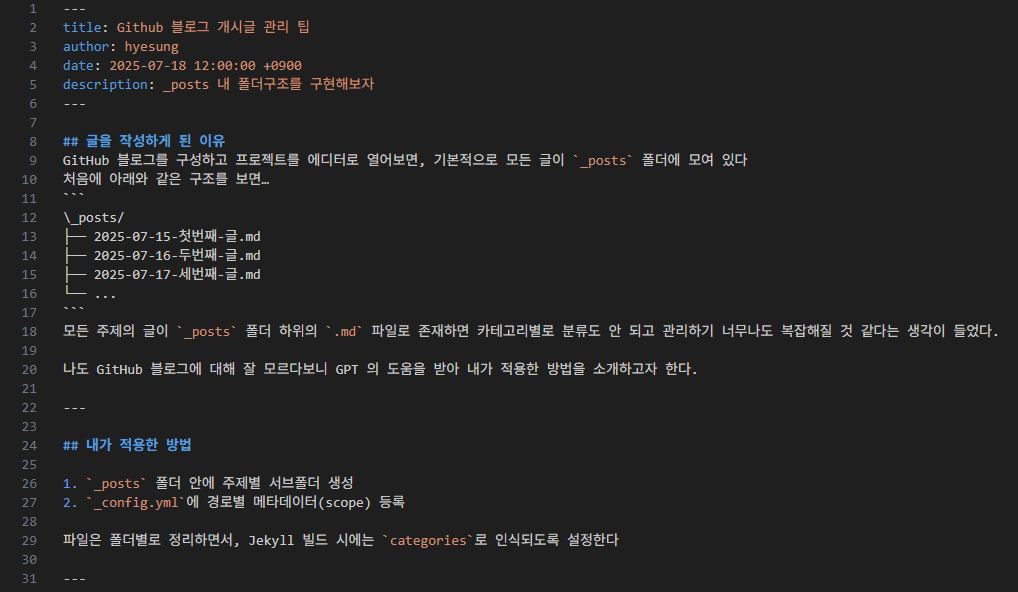 1 ---
2 title: Github 블로그 개시글 관리 팁
3 author: hyesung
4 date: 2025-07-18 12:00:00 +0900
5 description: _posts 내 폴더구조를 구현해보자
6 ---
7
8 ## 글을 작성하게 된 이유
9 GitHub 블로그를 구성하고 프로젝트를 에디터로 열어보면, 기본적으로 모든 글이 `_posts` 폴더에 모여 있다
10 처음에 아래와 같은 구조를 보면…
11 ```
12 \_posts/
13 ├── 2025-07-15-첫번째-글.md
14 ├── 2025-07-16-두번째-글.md
15 ├── 2025-07-17-세번째-글.md
16 └── ...
17 ```
18 모든 주제의 글이 `_posts` 폴더 하위의 `.md` 파일로 존재하면 카테고리별로 분류도 안 되고 관리하기 너무나도 복잡해질 것 같다는 생각이 들었다.
19
20 나도 GitHub 블로그에 대해 잘 모르다보니 GPT 의 도움을 받아 내가 적용한 방법을 소개하고자 한다.
21
22 ---
23
24 ## 내가 적용한 방법
25
26 1. `_posts` 폴더 안에 주제별 서브폴더 생성
27 2. `_config.yml`에 경로별 메타데이터(scope) 등록
28
29 파일은 폴더별로 정리하면서, Jekyll 빌드 시에는 `categories`로 인식되도록 설정한다
30
31 ---